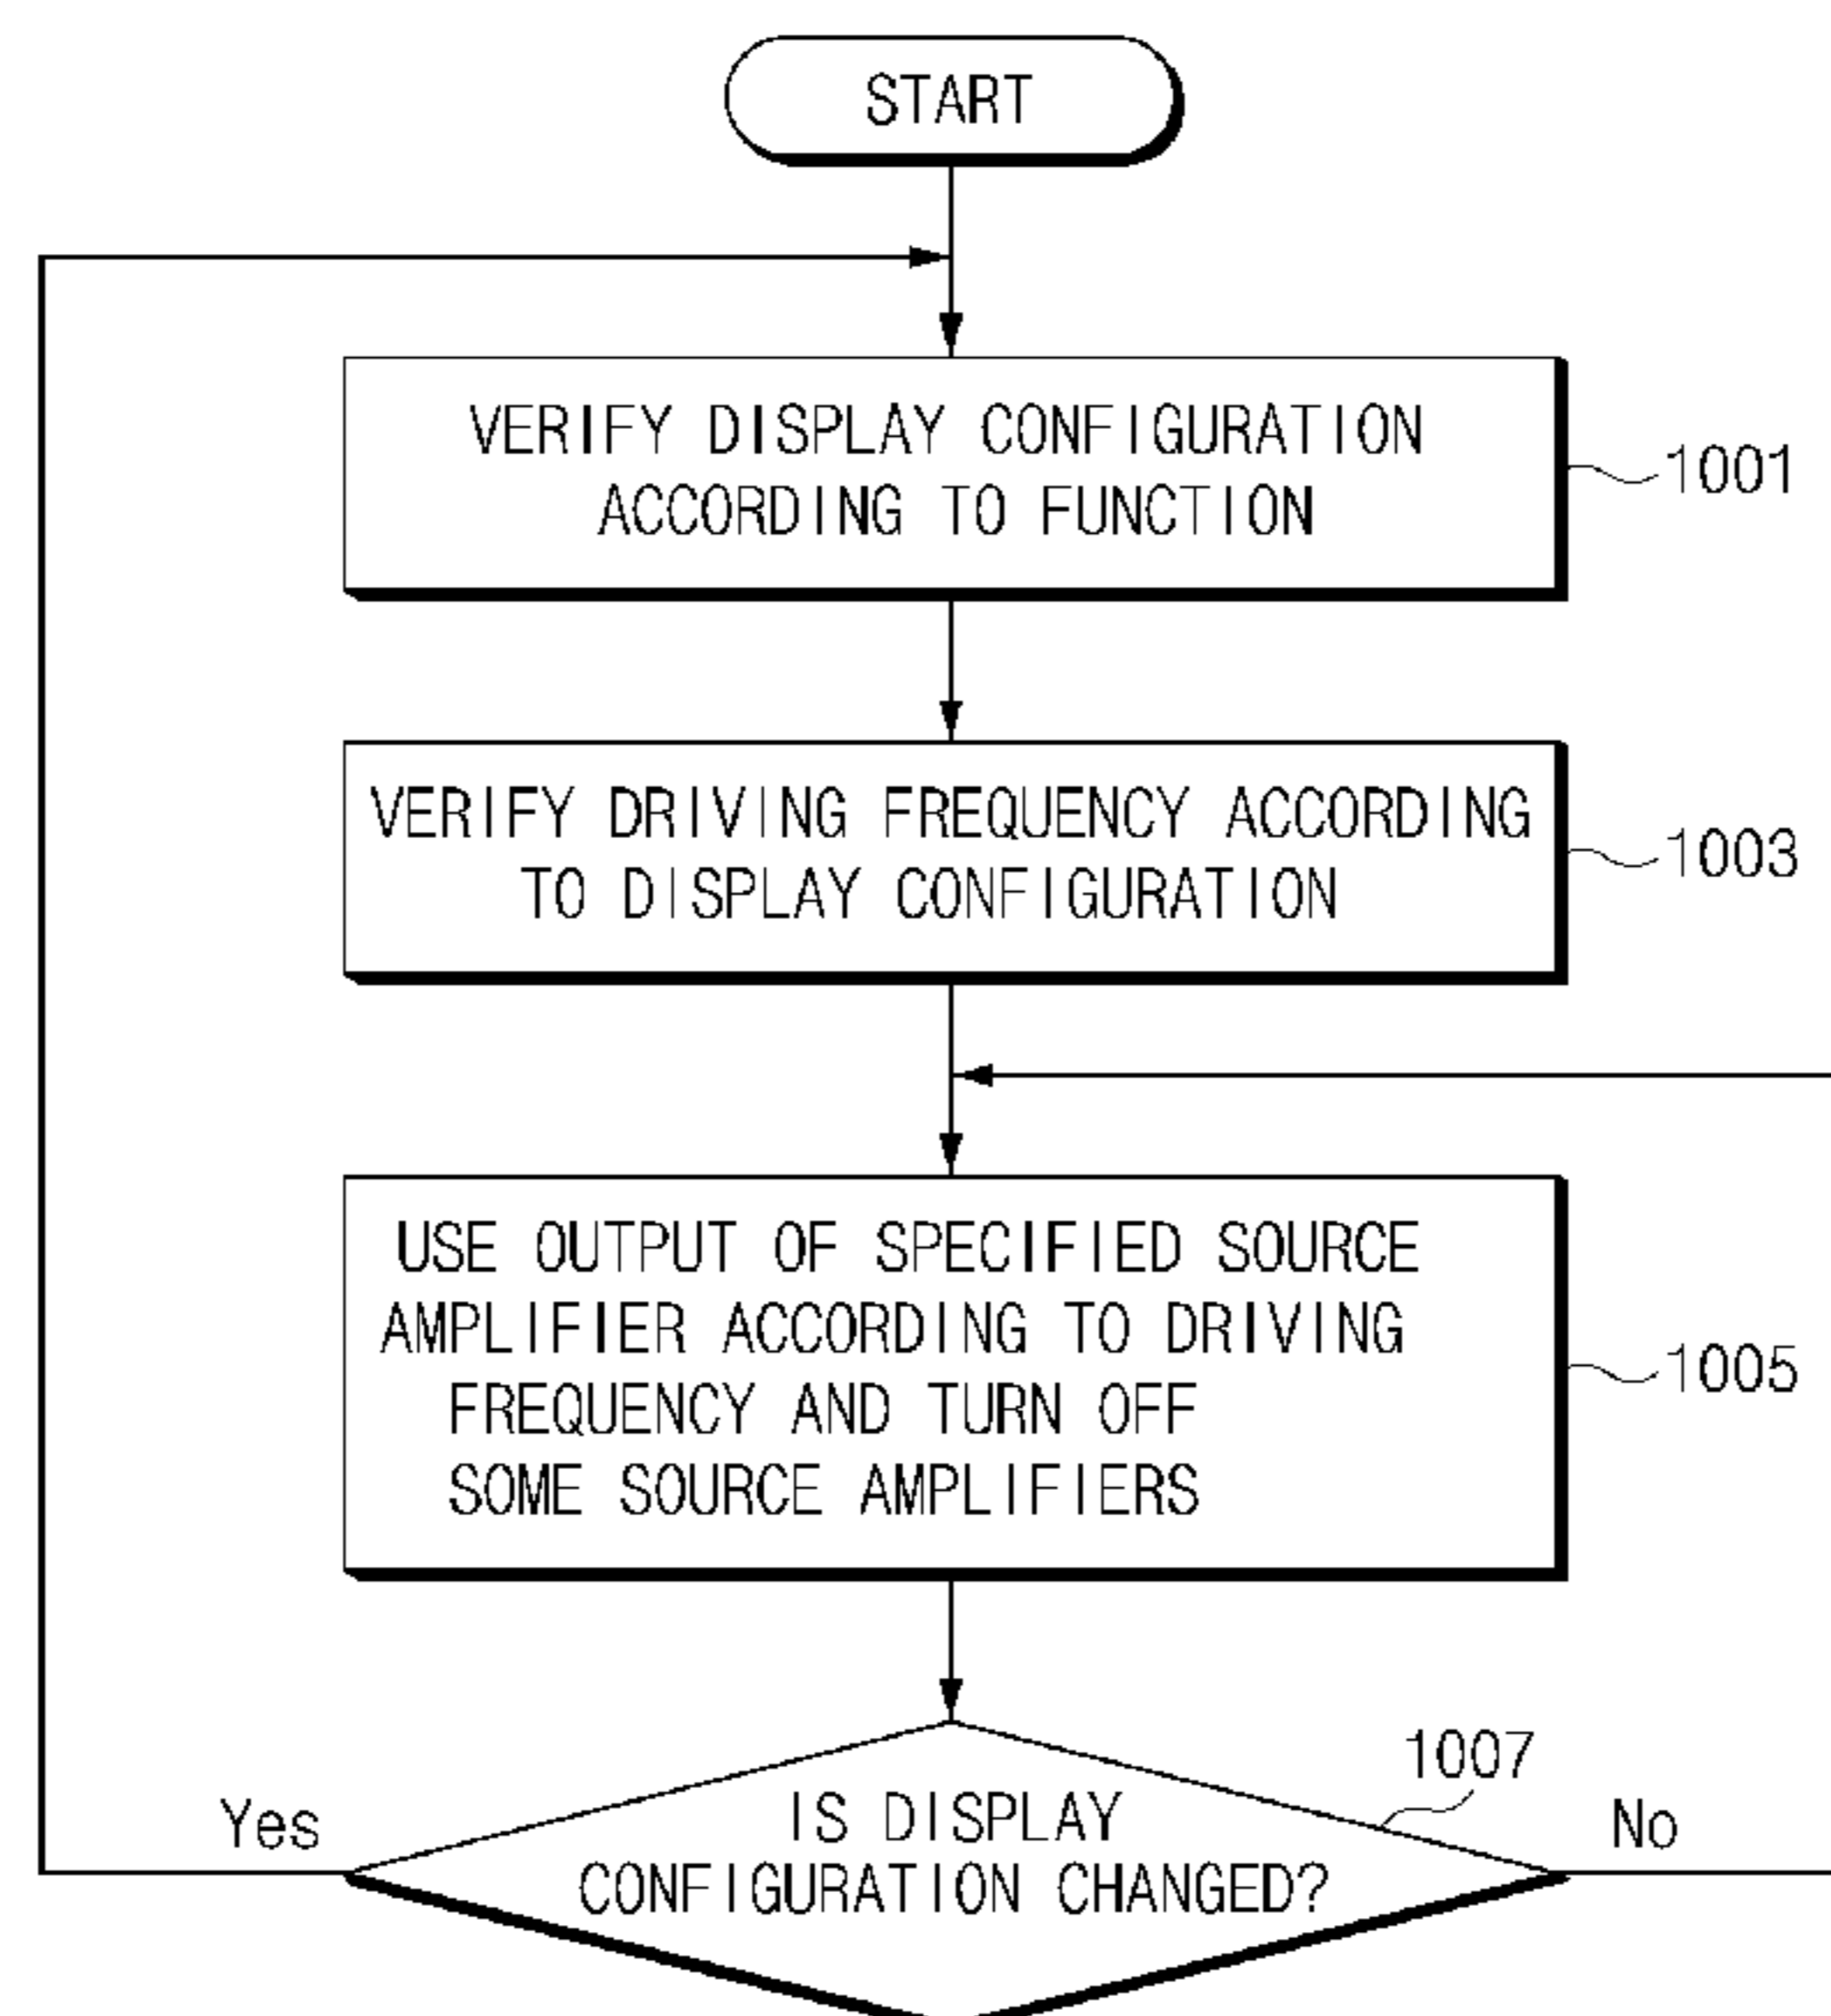 START
VERIFY DISPLAY CONFIGURATION
ACCORDING TO FUNCTION
1001
VERIFY DRIVING FREQUENCY ACCORDING
TO DISPLAY CONFIGURATION
1003
USE OUTPUT OF SPECIFIED SOURCE
AMPLIFIER ACCORDING TO DRIVING
FREQUENCY AND TURN OFF
SOME SOURCE AMPLIFIERS
1005
1007
Yes
IS DISPLAY
CONFIGURATION CHANGED?
No